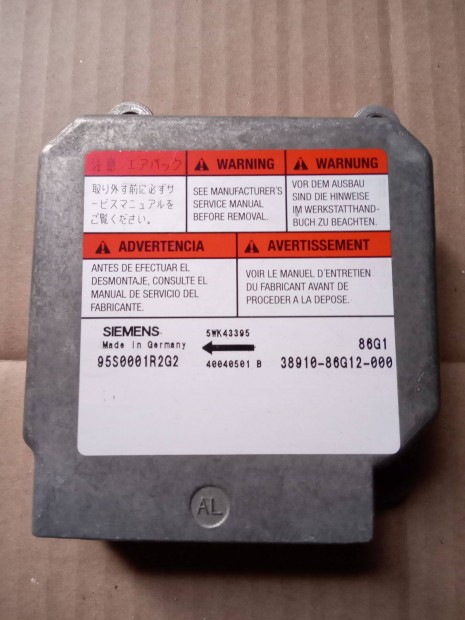 注意 エアバック
取り外す前に必ずサ
ービスマニュアルを
ご覧ください。
WARNING
SEE MANUFACTURER'S
SERVICE MANUAL
BEFORE REMOVAL.
WARNUNG
VOR DEM AUSBAU
SIND DIE HINWEISE
IM WERKSTATTHAND-
BUCH ZU BEACHTEN.
ADVERTENCIA
ANTES DE EFECTUAR EL
DESMONTAJE, CONSULTE EL
MANUAL DE SERVICIO DEL
FABRICANTE.
AVERTISSEMENT
VOIR LE MANUEL D'ENTRETIEN
DU FABRICANT AVANT DE
PROCEDER A LA DEPOSE.
SIEMENS 5WK43395
Made in Germany 86G1
95S0001R2G2 40040501 B 38910-86G12-000
AL